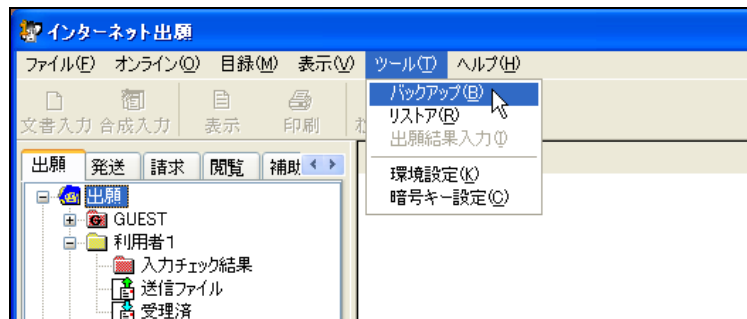 インターネット出願
ファイル(F) オンライン(O) 目録(M) 表示(V) ツール(T) ヘルプ(H)
文書入力 合成入力 表示 印刷
バックアップ(B)
リストア(R)
出願結果入力(I)
環境設定(K)
暗号キー設定(C)
出願 発送 請求 閲覧 補助
出願
GUEST
利用者1
入力チェック結果
送信ファイル
受理済